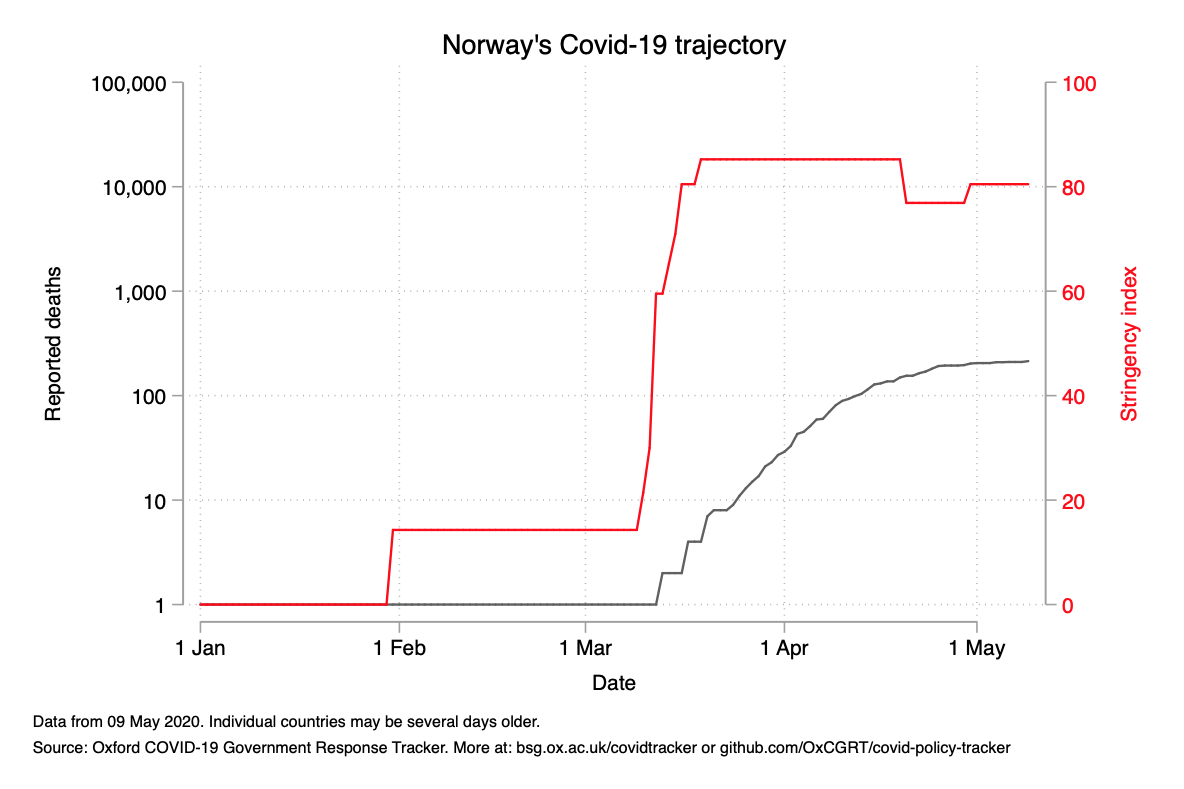 Norway's Covid-19 trajectory
100,000
10,000
1,000
100
10
1
Reported deaths
100
80
60
40
20
0
Stringency index
1 Jan
1 Feb
1 Mar
1 Apr
1 May
Date
Data from 09 May 2020. Individual countries may be several days older.
Source: Oxford COVID-19 Government Response Tracker. More at: bsg.ox.ac.uk/covidtracker or github.com/OxCGRT/covid-policy-tracker